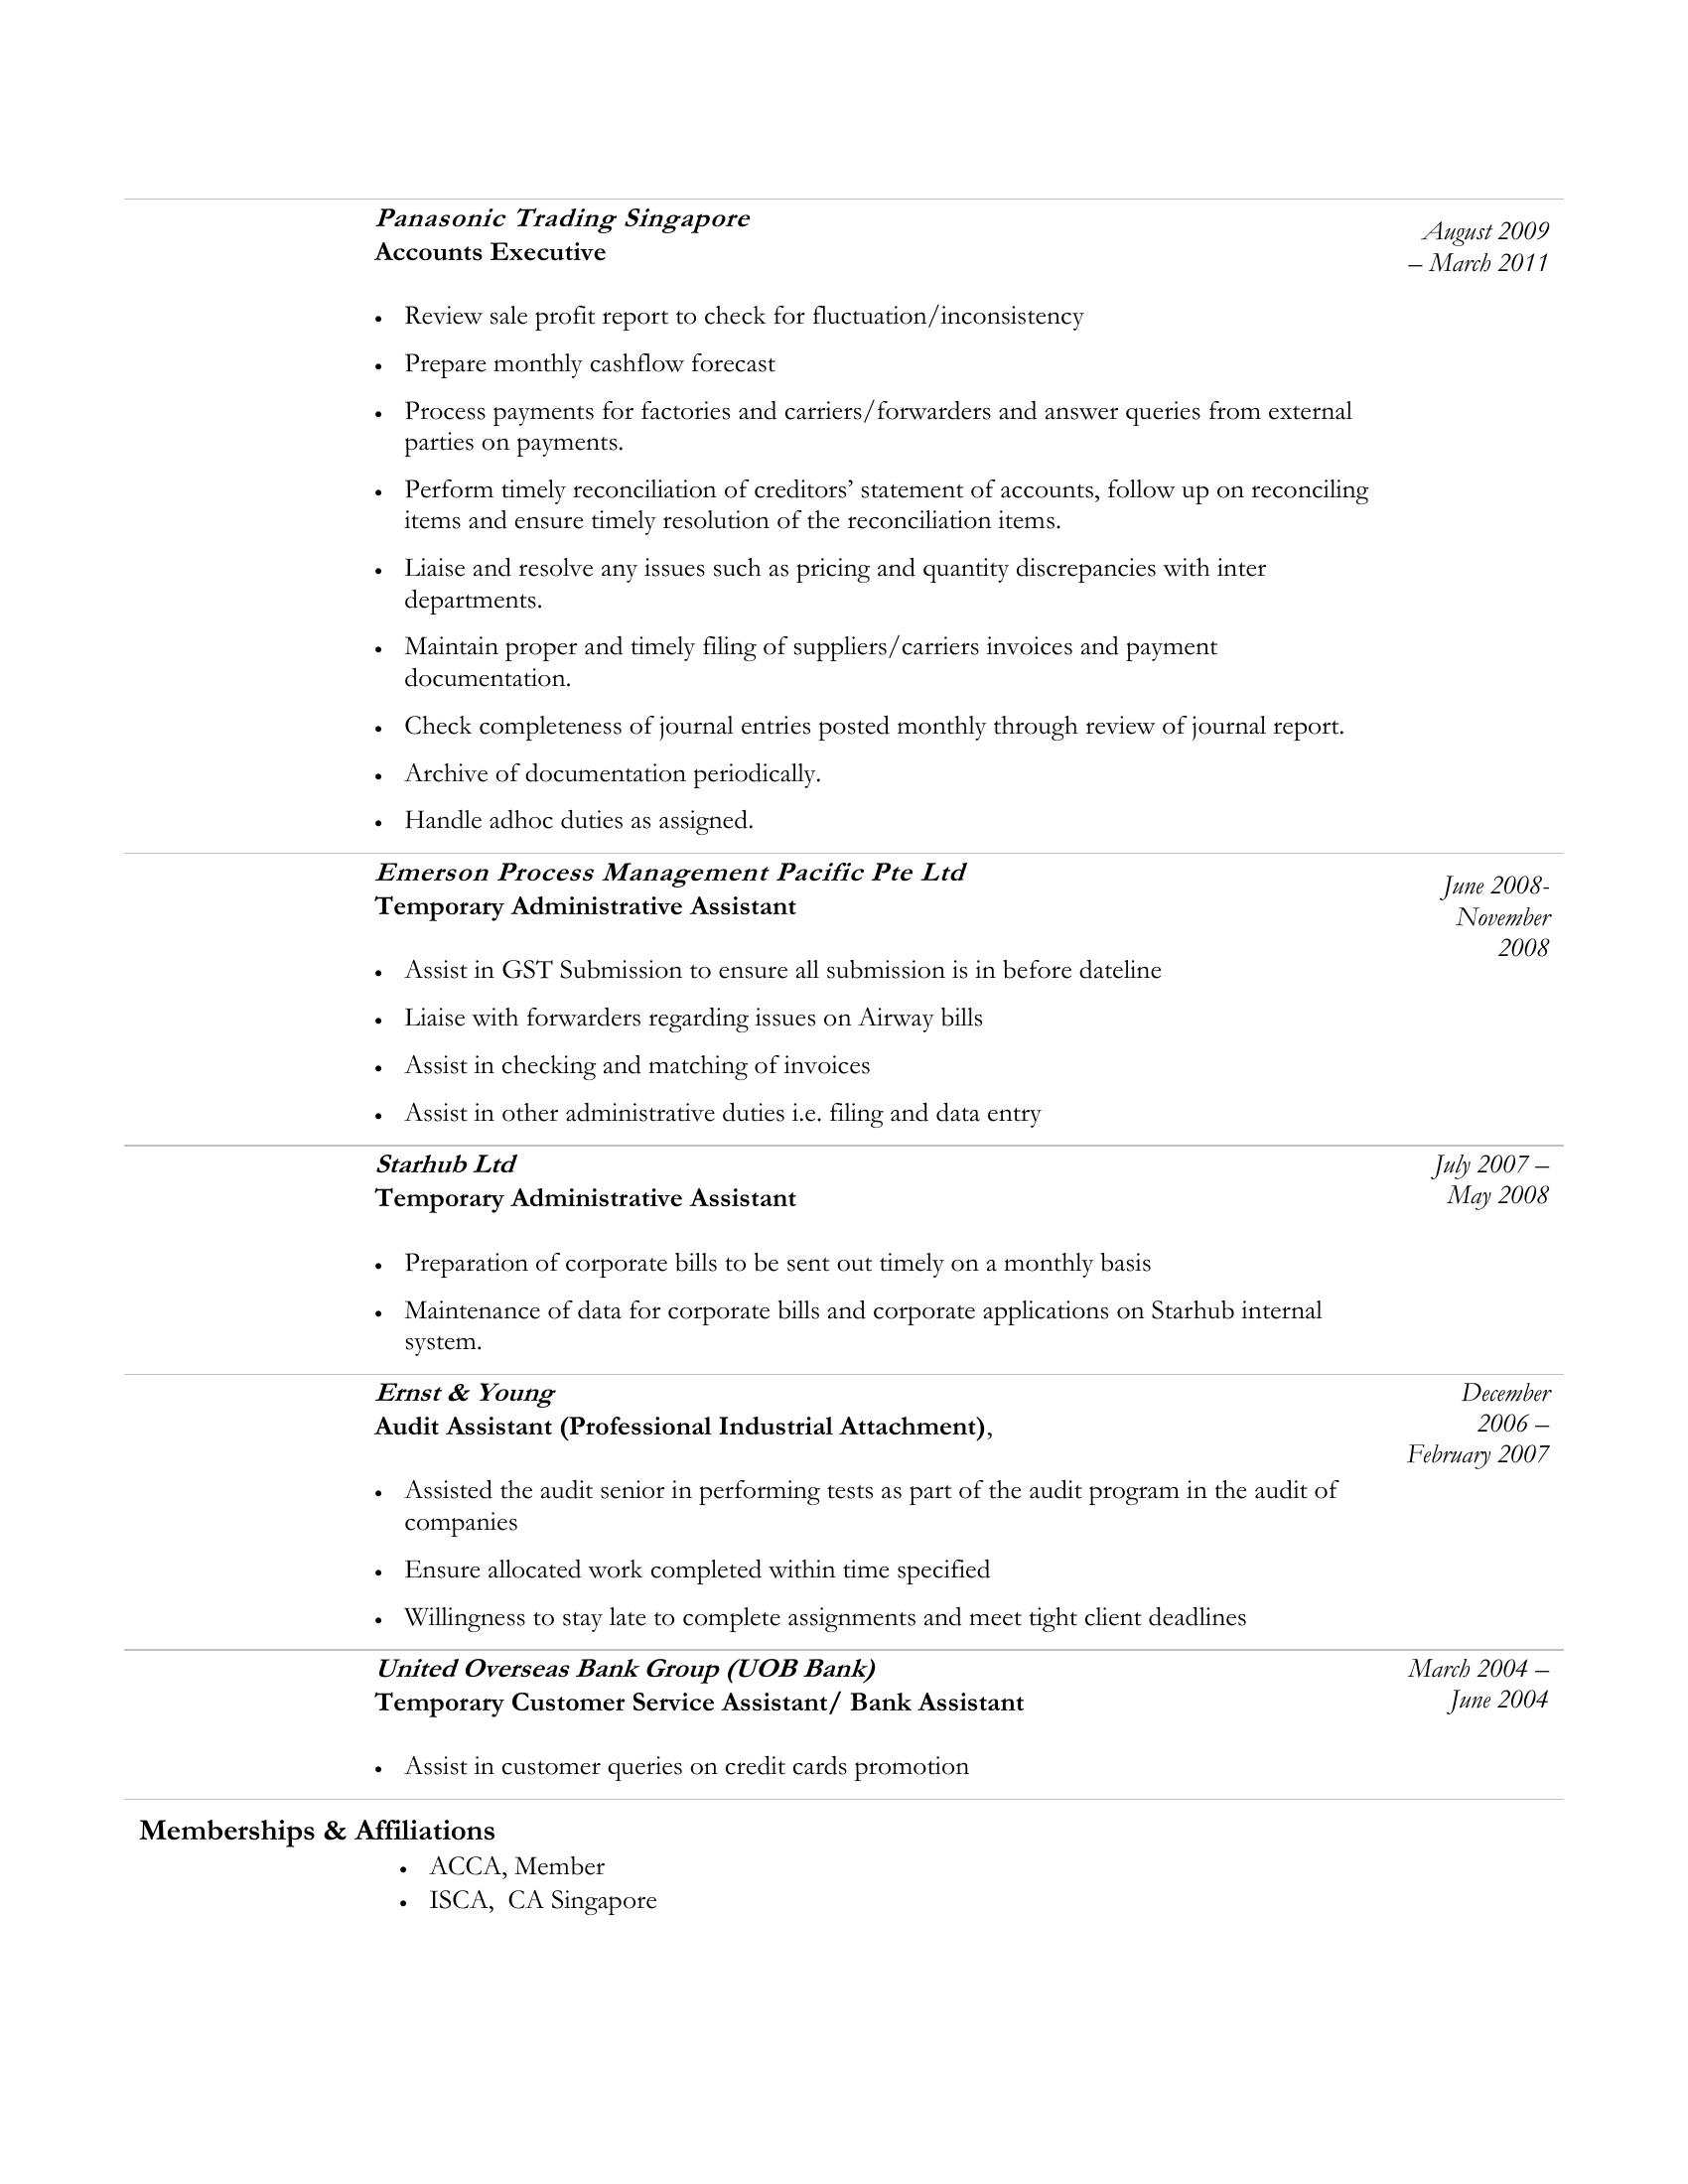 Panasonic Trading Singapore
Accounts Executive
August 2009
– March 2011
• Review sale profit report to check for fluctuation/inconsistency
• Prepare monthly cashflow forecast
• Process payments for factories and carriers/forwarders and answer queries from external
parties on payments.
• Perform timely reconciliation of creditors’ statement of accounts, follow up on reconciling
items and ensure timely resolution of the reconciliation items.
• Liaise and resolve any issues such as pricing and quantity discrepancies with inter
departments.
• Maintain proper and timely filing of suppliers/carriers invoices and payment
documentation.
• Check completeness of journal entries posted monthly through review of journal report.
• Archive of documentation periodically.
• Handle adhoc duties as assigned.
Emerson Process Management Pacific Pte Ltd
Temporary Administrative Assistant
June 2008-
November
2008
• Assist in GST Submission to ensure all submission is in before dateline
• Liaise with forwarders regarding issues on Airway bills
• Assist in checking and matching of invoices
• Assist in other administrative duties i.e. filing and data entry
Starhub Ltd
Temporary Administrative Assistant
July 2007 –
May 2008
• Preparation of corporate bills to be sent out timely on a monthly basis
• Maintenance of data for corporate bills and corporate applications on Starhub internal
system.
Ernst & Young
Audit Assistant (Professional Industrial Attachment),
December
2006 –
February 2007
• Assisted the audit senior in performing tests as part of the audit program in the audit of
companies
• Ensure allocated work completed within time specified
• Willingness to stay late to complete assignments and meet tight client deadlines
United Overseas Bank Group (UOB Bank)
Temporary Customer Service Assistant/ Bank Assistant
March 2004 –
June 2004
• Assist in customer queries on credit cards promotion
Memberships & Affiliations
• ACCA, Member
• ISCA,  CA Singapore